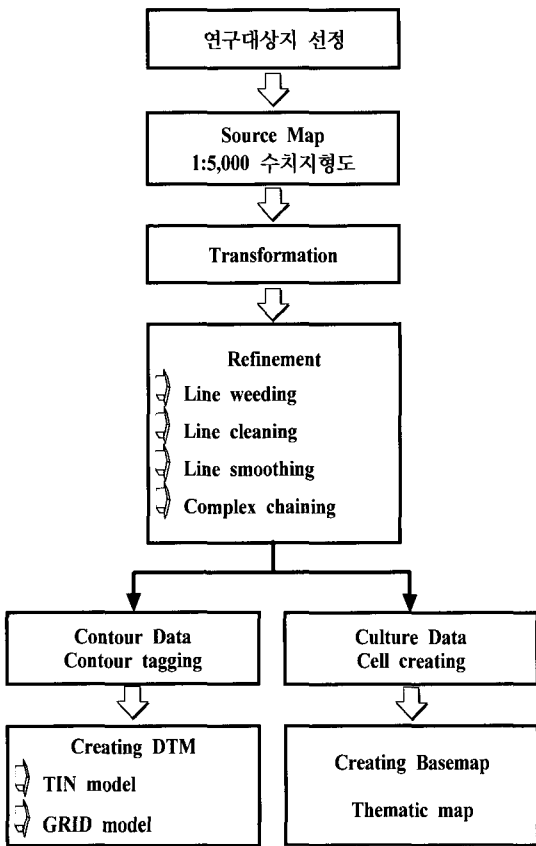 연구대상지 선정
Source Map
1:5,000 수치지형도
Transformation
Refinement
Line weeding
Line cleaning
Line smoothing
Complex chaining
Contour Data
Contour tagging
Culture Data
Cell creating
Creating DTM
TIN model
GRID model
Creating Basemap
Thematic map